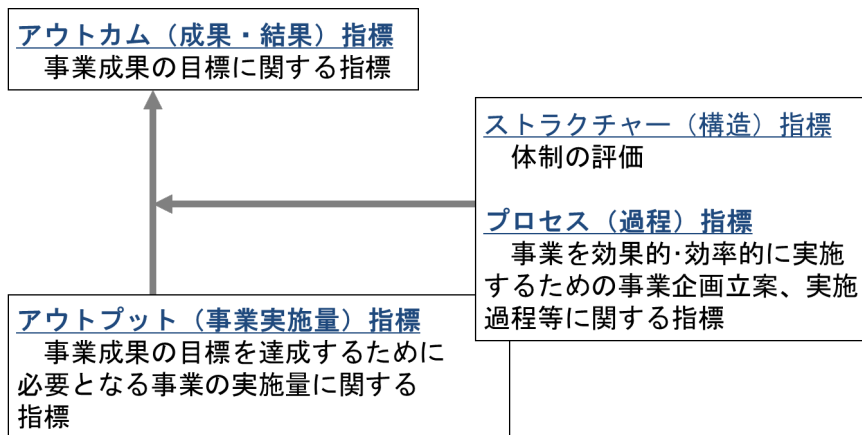 アウトカム（成果・結果）指標
事業成果の目標に関する指標
ストラクチャー（構造）指標
体制の評価
プロセス（過程）指標
事業を効果的･効率的に実施
するための事業企画立案、実施
過程等に関する指標
アウトプット（事業実施量）指標
事業成果の目標を達成するために
必要となる事業の実施量に関する
指標